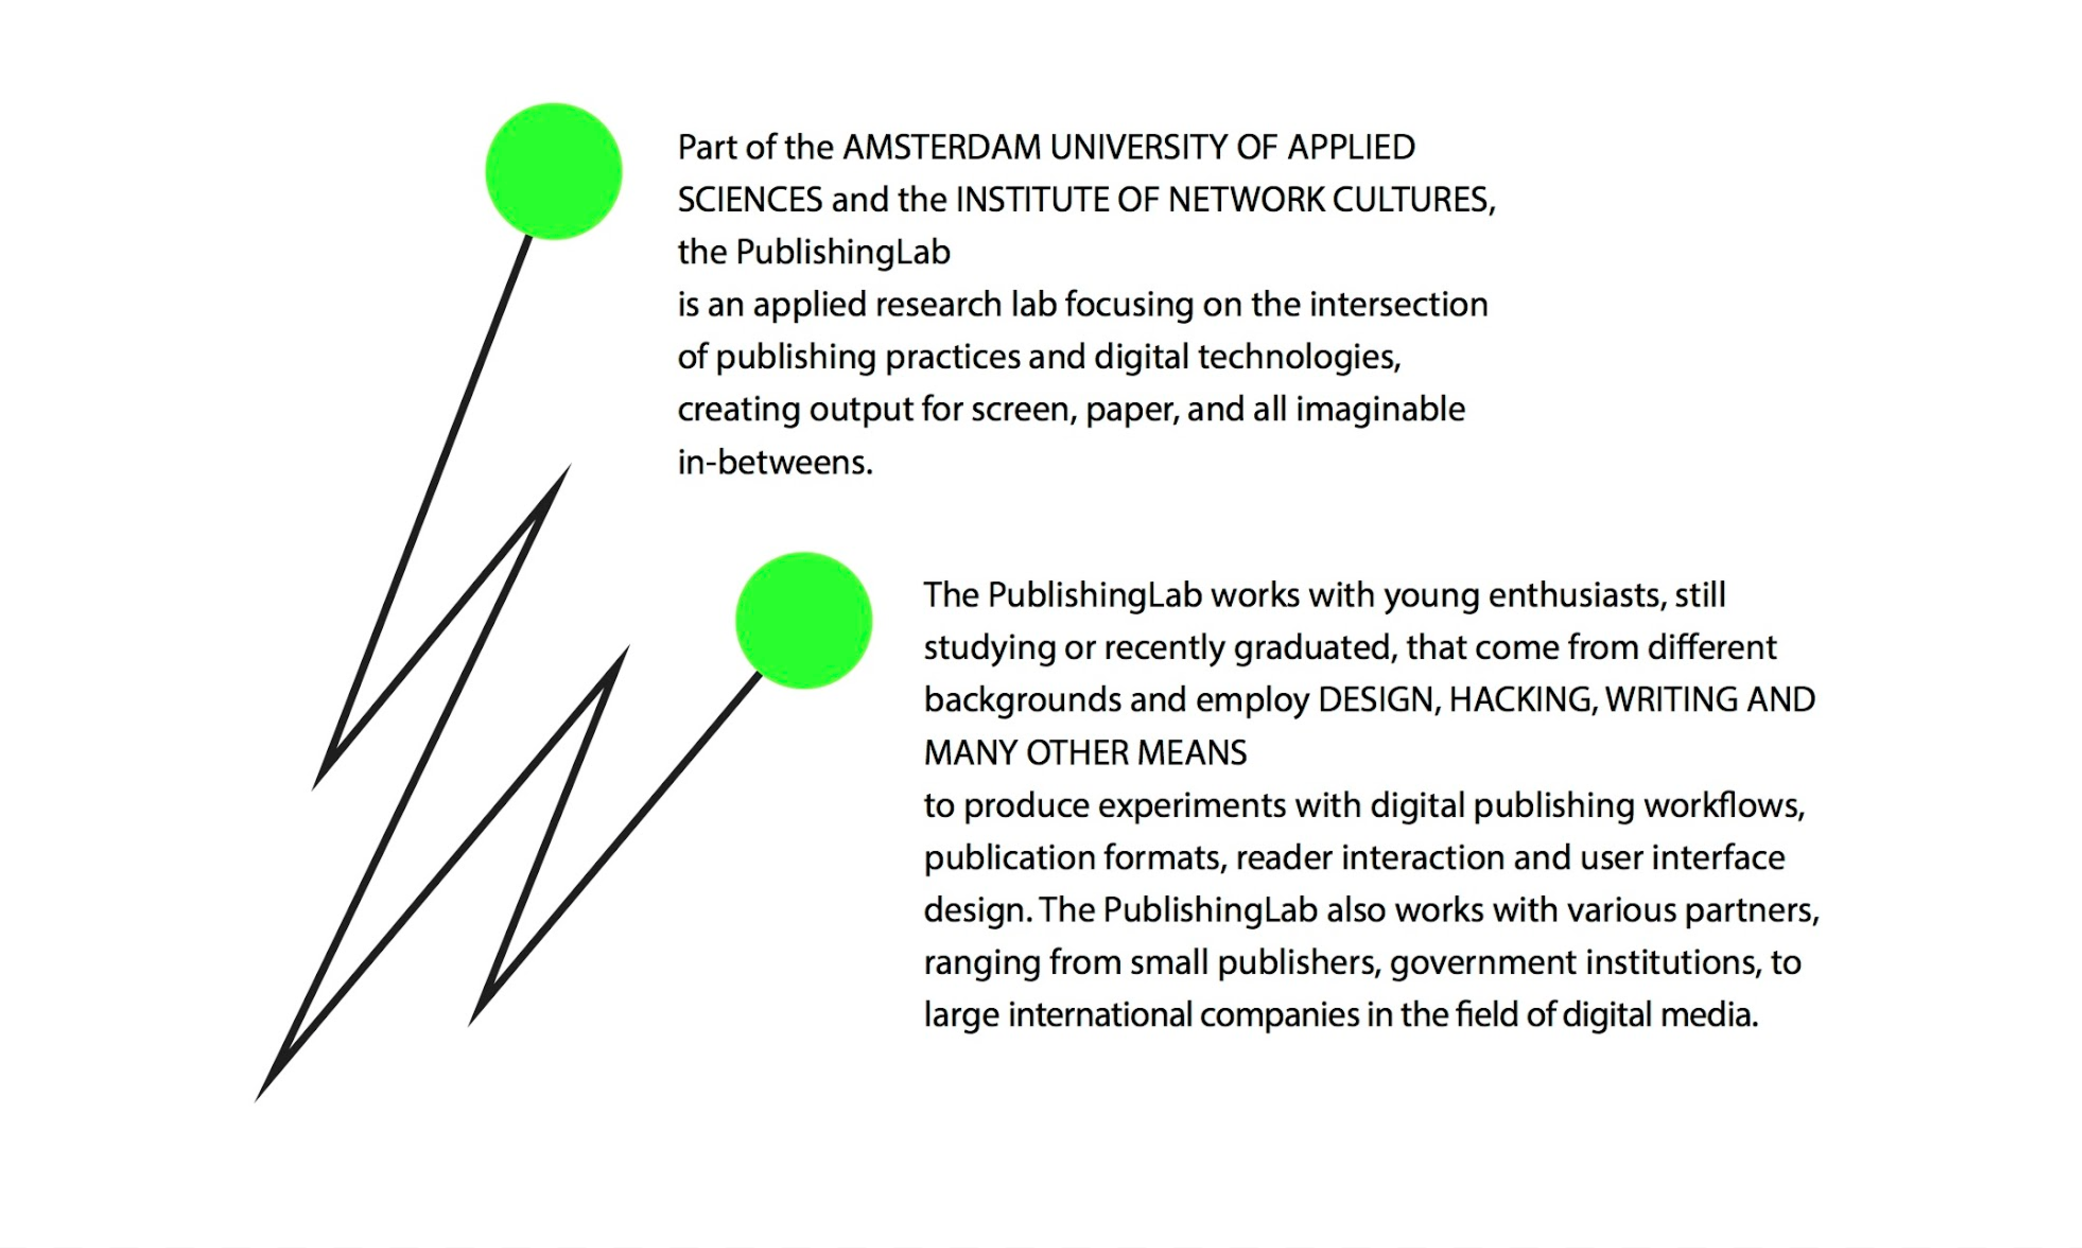 Part of the AMSTERDAM UNIVERSITY OF APPLIED
SCIENCES and the INSTITUTE OF NETWORK CULTURES,
the PublishingLab
is an applied research lab focusing on the intersection
of publishing practices and digital technologies,
creating output for screen, paper, and all imaginable
in-betweens.
The PublishingLab works with young enthusiasts, still
studying or recently graduated, that come from different
backgrounds and employ DESIGN, HACKING, WRITING AND
MANY OTHER MEANS
to produce experiments with digital publishing workflows,
publication formats, reader interaction and user interface
design. The PublishingLab also works with various partners,
ranging from small publishers, government institutions, to
large international companies in the field of digital media.